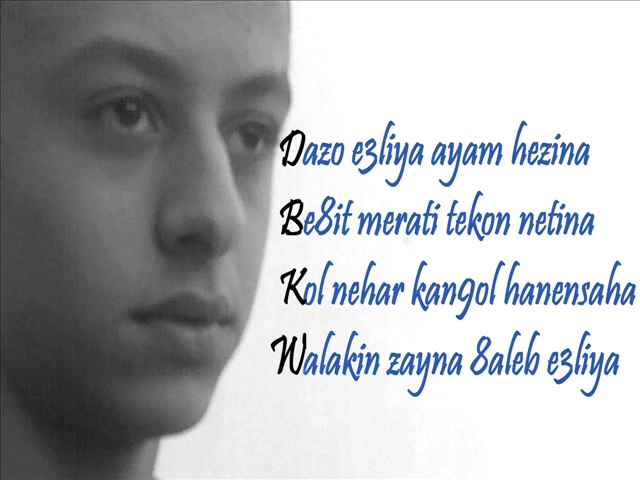 Dazo e3liya ayam hezina
Be8it merati tekon netina
Kol nehar kan9ol hanensaha
Walakin zayna 8aleb e3liya